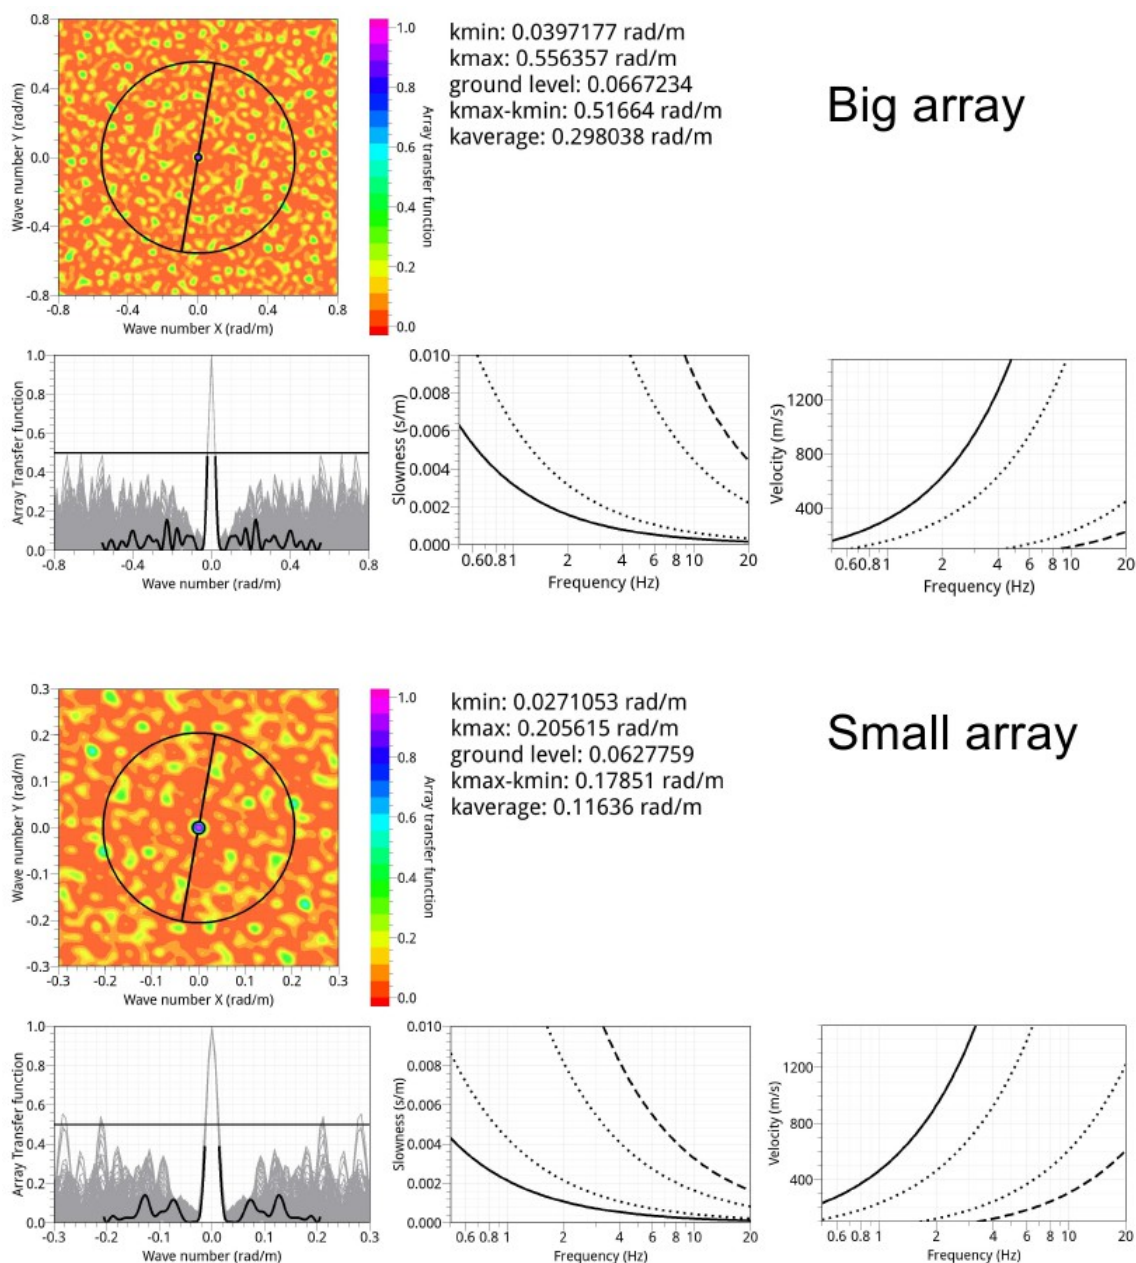 0.8
0.4
0.0
-0.4
-0.8
Wave number Y (rad/m)
-0.8 -0.4 0.0 0.4 0.8
Wave number X (rad/m)
1.0
0.8
0.6
0.4
0.2
0.0
Array transfer function
kmin: 0.0397177 rad/m
kmax: 0.556357 rad/m
ground level: 0.0667234
kmax-kmin: 0.51664 rad/m
kaverage: 0.298038 rad/m
Big array
1.0
0.8
0.6
0.4
0.2
0.0
Array Transfer function
-0.8 -0.4 0.0 0.4 0.8
Wave number (rad/m)
0.010
0.008
0.006
0.004
0.002
0.000
Slowness (s/m)
0.6 0.8 1 2 4 6 8 10 20
Frequency (Hz)
1200
800
400
Velocity (m/s)
0.6 0.8 1 2 4 6 8 10 20
Frequency (Hz)
0.3
0.2
0.1
0.0
-0.1
-0.2
-0.3
Wave number Y (rad/m)
-0.3 -0.2 -0.1 0.0 0.1 0.2 0.3
Wave number X (rad/m)
1.0
0.8
0.6
0.4
0.2
0.0
Array transfer function
kmin: 0.0271053 rad/m
kmax: 0.205615 rad/m
ground level: 0.0627759
kmax-kmin: 0.17851 rad/m
kaverage: 0.11636 rad/m
Small array
1.0
0.8
0.6
0.4
0.2
0.0
Array Transfer function
-0.3 -0.2 -0.1 0.0 0.1 0.2 0.3
Wave number (rad/m)
0.010
0.008
0.006
0.004
0.002
0.000
Slowness (s/m)
0.6 0.8 1 2 4 6 8 10 20
Frequency (Hz)
1200
800
400
Velocity (m/s)
0.6 0.8 1 2 4 6 8 10 20
Frequency (Hz)